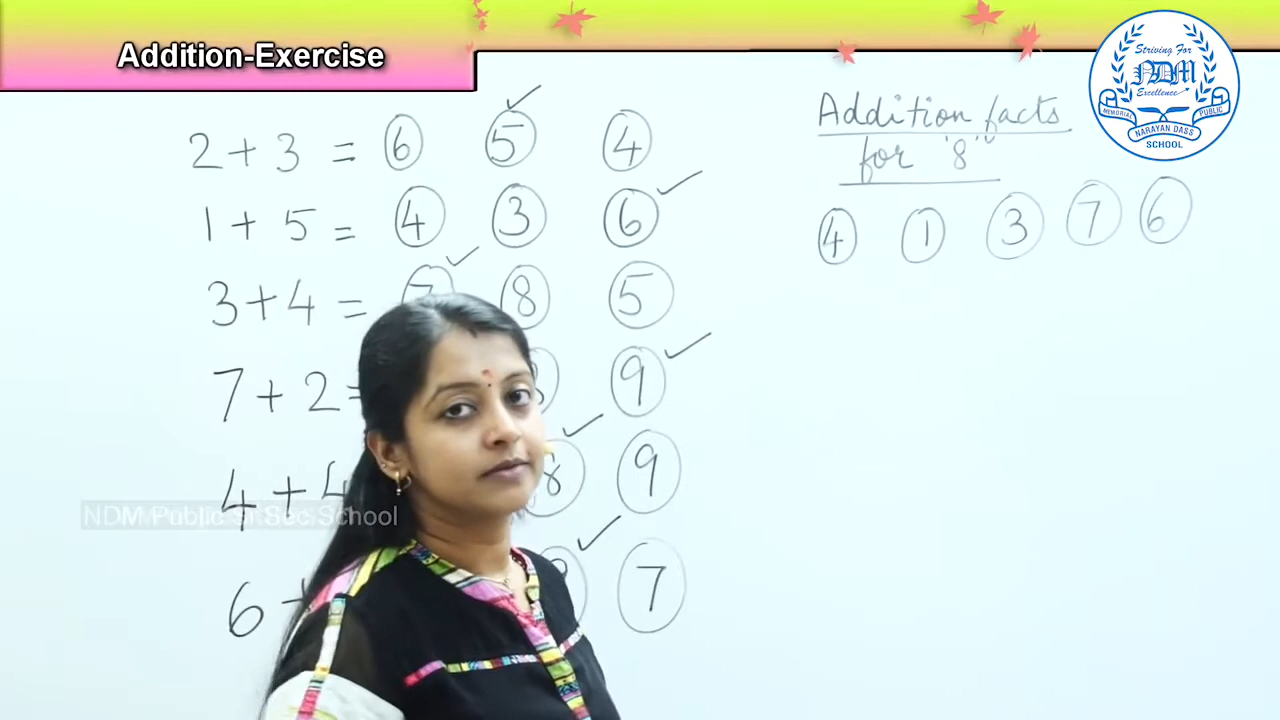 Addition-Exercise
2 + 3 = 6 5 ✓ 4
1 + 5 = 4 3 6 ✓
3 + 4 = 7 ✓ 8 5
7 + 2 = 9 ✓
4 + 4 8 ✓ 9
6 + ✓ 7
Addition facts
for '8'
4 1 3 7 6
Striving For
NDM
Excellence
MEMORIAL PUBLIC
NARAYAN DASS
SCHOOL
NDM Public Sr.Sec.School